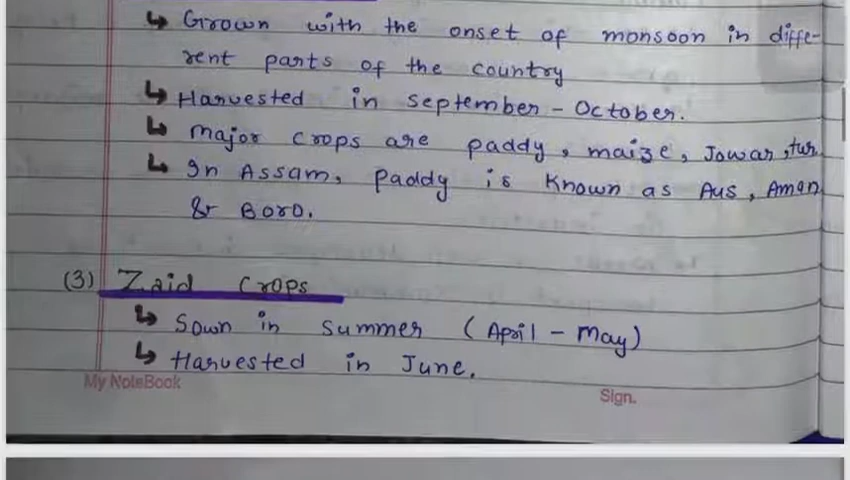 ↳ Grown with the onset of monsoon in diffe-
rent parts of the country
↳ Harvested in september - October.
↳ Major crops are paddy, maize, Jowar, tur
↳ In Assam, paddy is known as Aus, Aman
& Boro.
(3) Zaid Crops
↳ Sown in summer (April - May)
↳ Harvested in June.
My NoteBook
Sign.